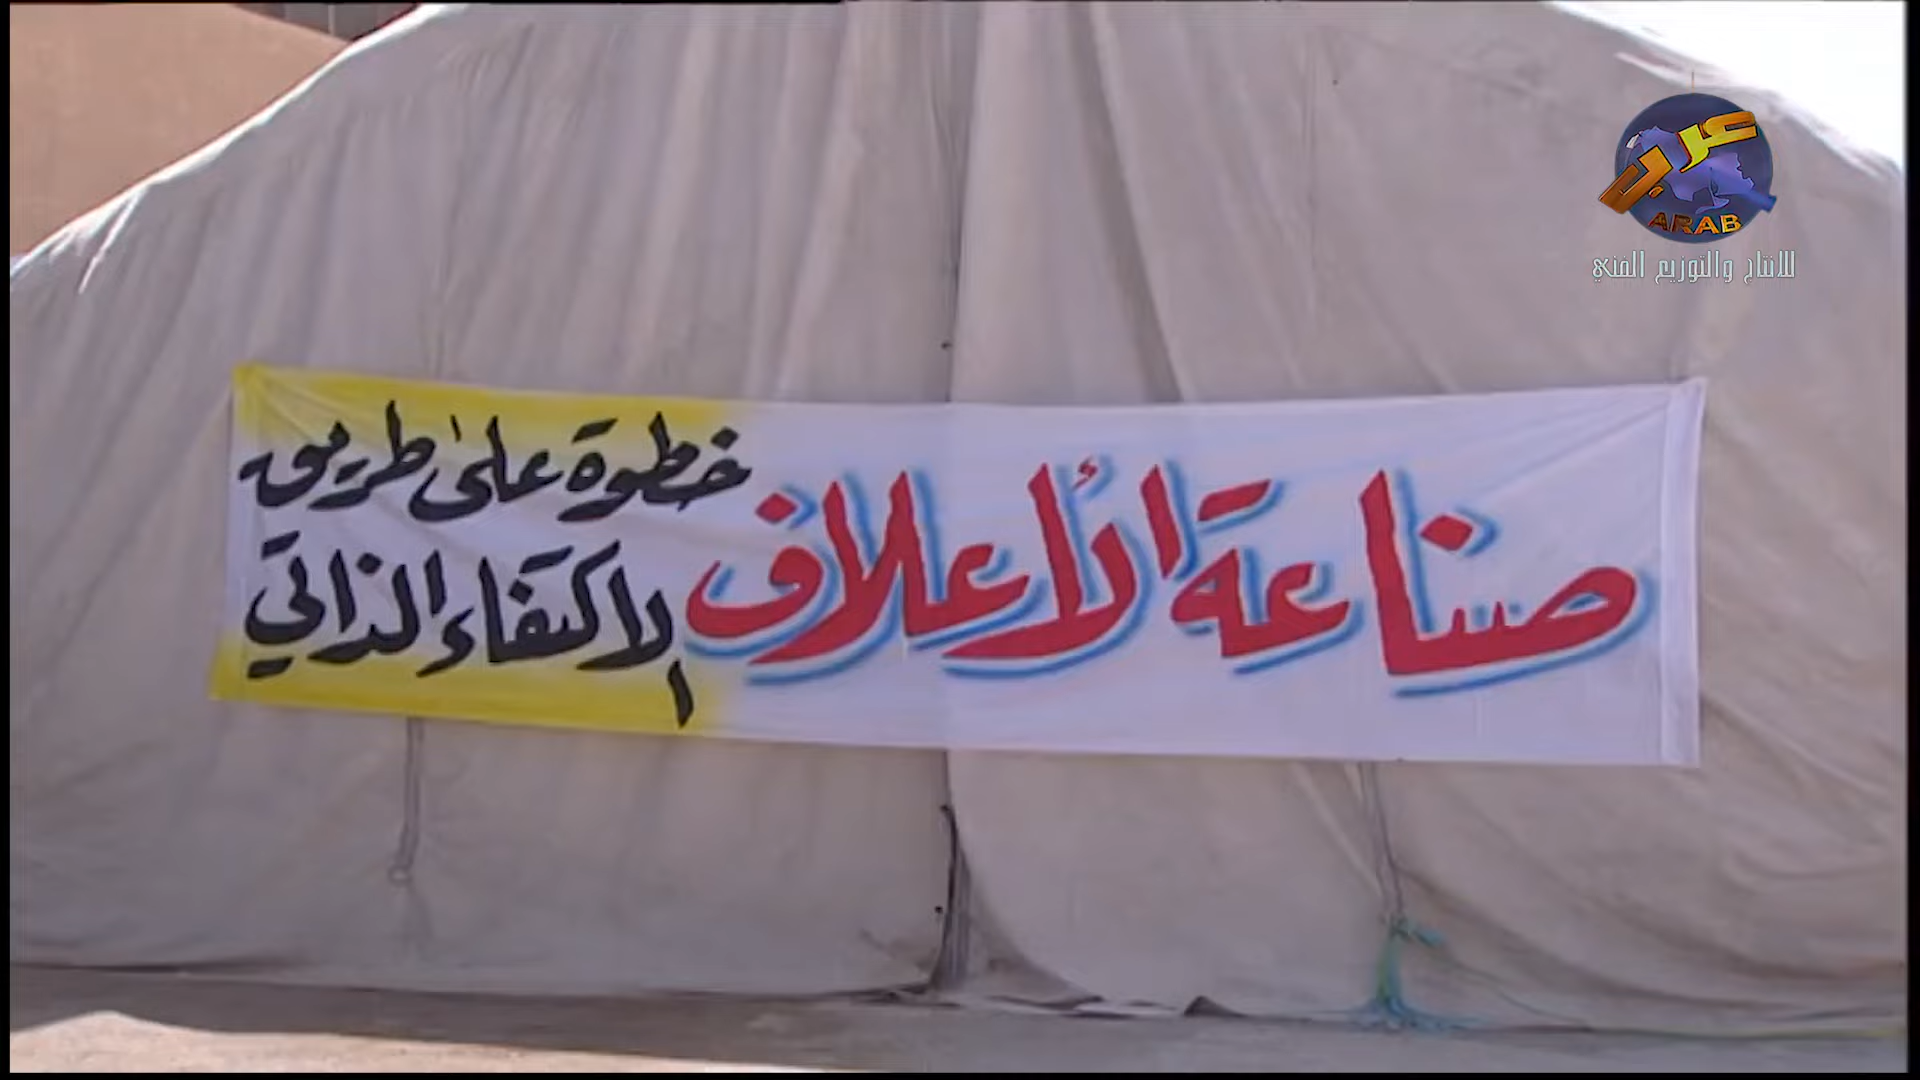 صناعة الأعلاف
خطوة على طريق
الاكتفاء الذاتي
عرب
ARAB
للانتاج والتوزيع الفني